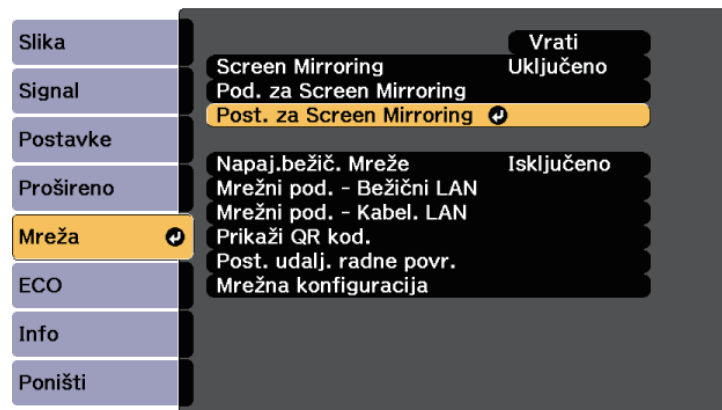 Slika
Signal
Postavke
Prošireno
Mreža
ECO
Info
Poništi
Vrati
Screen Mirroring Uključeno
Pod. za Screen Mirroring
Post. za Screen Mirroring
Napaj.bežič. Mreže Isključeno
Mrežni pod. - Bežični LAN
Mrežni pod. - Kabel. LAN
Prikaži QR kod.
Post. udalj. radne povr.
Mrežna konfiguracija